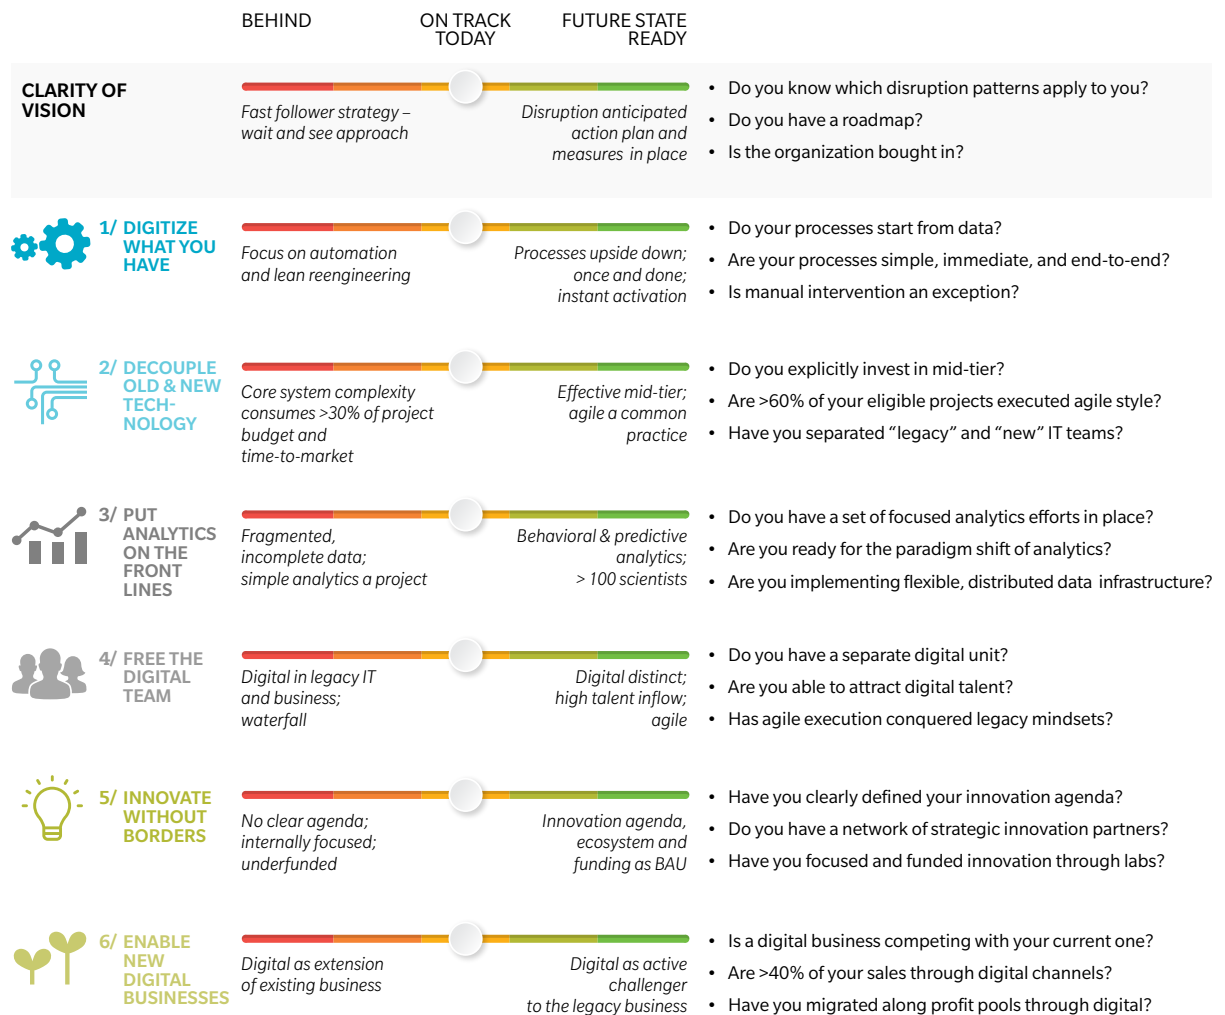 BEHIND
ON TRACK
TODAY
FUTURE STATE
READY
CLARITY OF
VISION
Fast follower strategy –
wait and see approach
Disruption anticipated
action plan and
measures in place
• Do you know which disruption patterns apply to you?
• Do you have a roadmap?
• Is the organization bought in?
1/ DIGITIZE
WHAT YOU
HAVE
Focus on automation
and lean reengineering
Processes upside down;
once and done;
instant activation
• Do your processes start from data?
• Are your processes simple, immediate, and end-to-end?
• Is manual intervention an exception?
2/ DECOUPLE
OLD & NEW
TECH-
NOLOGY
Core system complexity
consumes >30% of project
budget and
time-to-market
Effective mid-tier;
agile a common
practice
• Do you explicitly invest in mid-tier?
• Are >60% of your eligible projects executed agile style?
• Have you separated “legacy” and “new” IT teams?
3/ PUT
ANALYTICS
ON THE
FRONT
LINES
Fragmented,
incomplete data;
simple analytics a project
Behavioral & predictive
analytics;
> 100 scientists
• Do you have a set of focused analytics efforts in place?
• Are you ready for the paradigm shift of analytics?
• Are you implementing flexible, distributed data infrastructure?
4/ FREE THE
DIGITAL
TEAM
Digital in legacy IT
and business;
waterfall
Digital distinct;
high talent inflow;
agile
• Do you have a separate digital unit?
• Are you able to attract digital talent?
• Has agile execution conquered legacy mindsets?
5/ INNOVATE
WITHOUT
BORDERS
No clear agenda;
internally focused;
underfunded
Innovation agenda,
ecosystem and
funding as BAU
• Have you clearly defined your innovation agenda?
• Do you have a network of strategic innovation partners?
• Have you focused and funded innovation through labs?
6/ ENABLE
NEW
DIGITAL
BUSINESSES
Digital as extension
of existing business
Digital as active
challenger
to the legacy business
• Is a digital business competing with your current one?
• Are >40% of your sales through digital channels?
• Have you migrated along profit pools through digital?